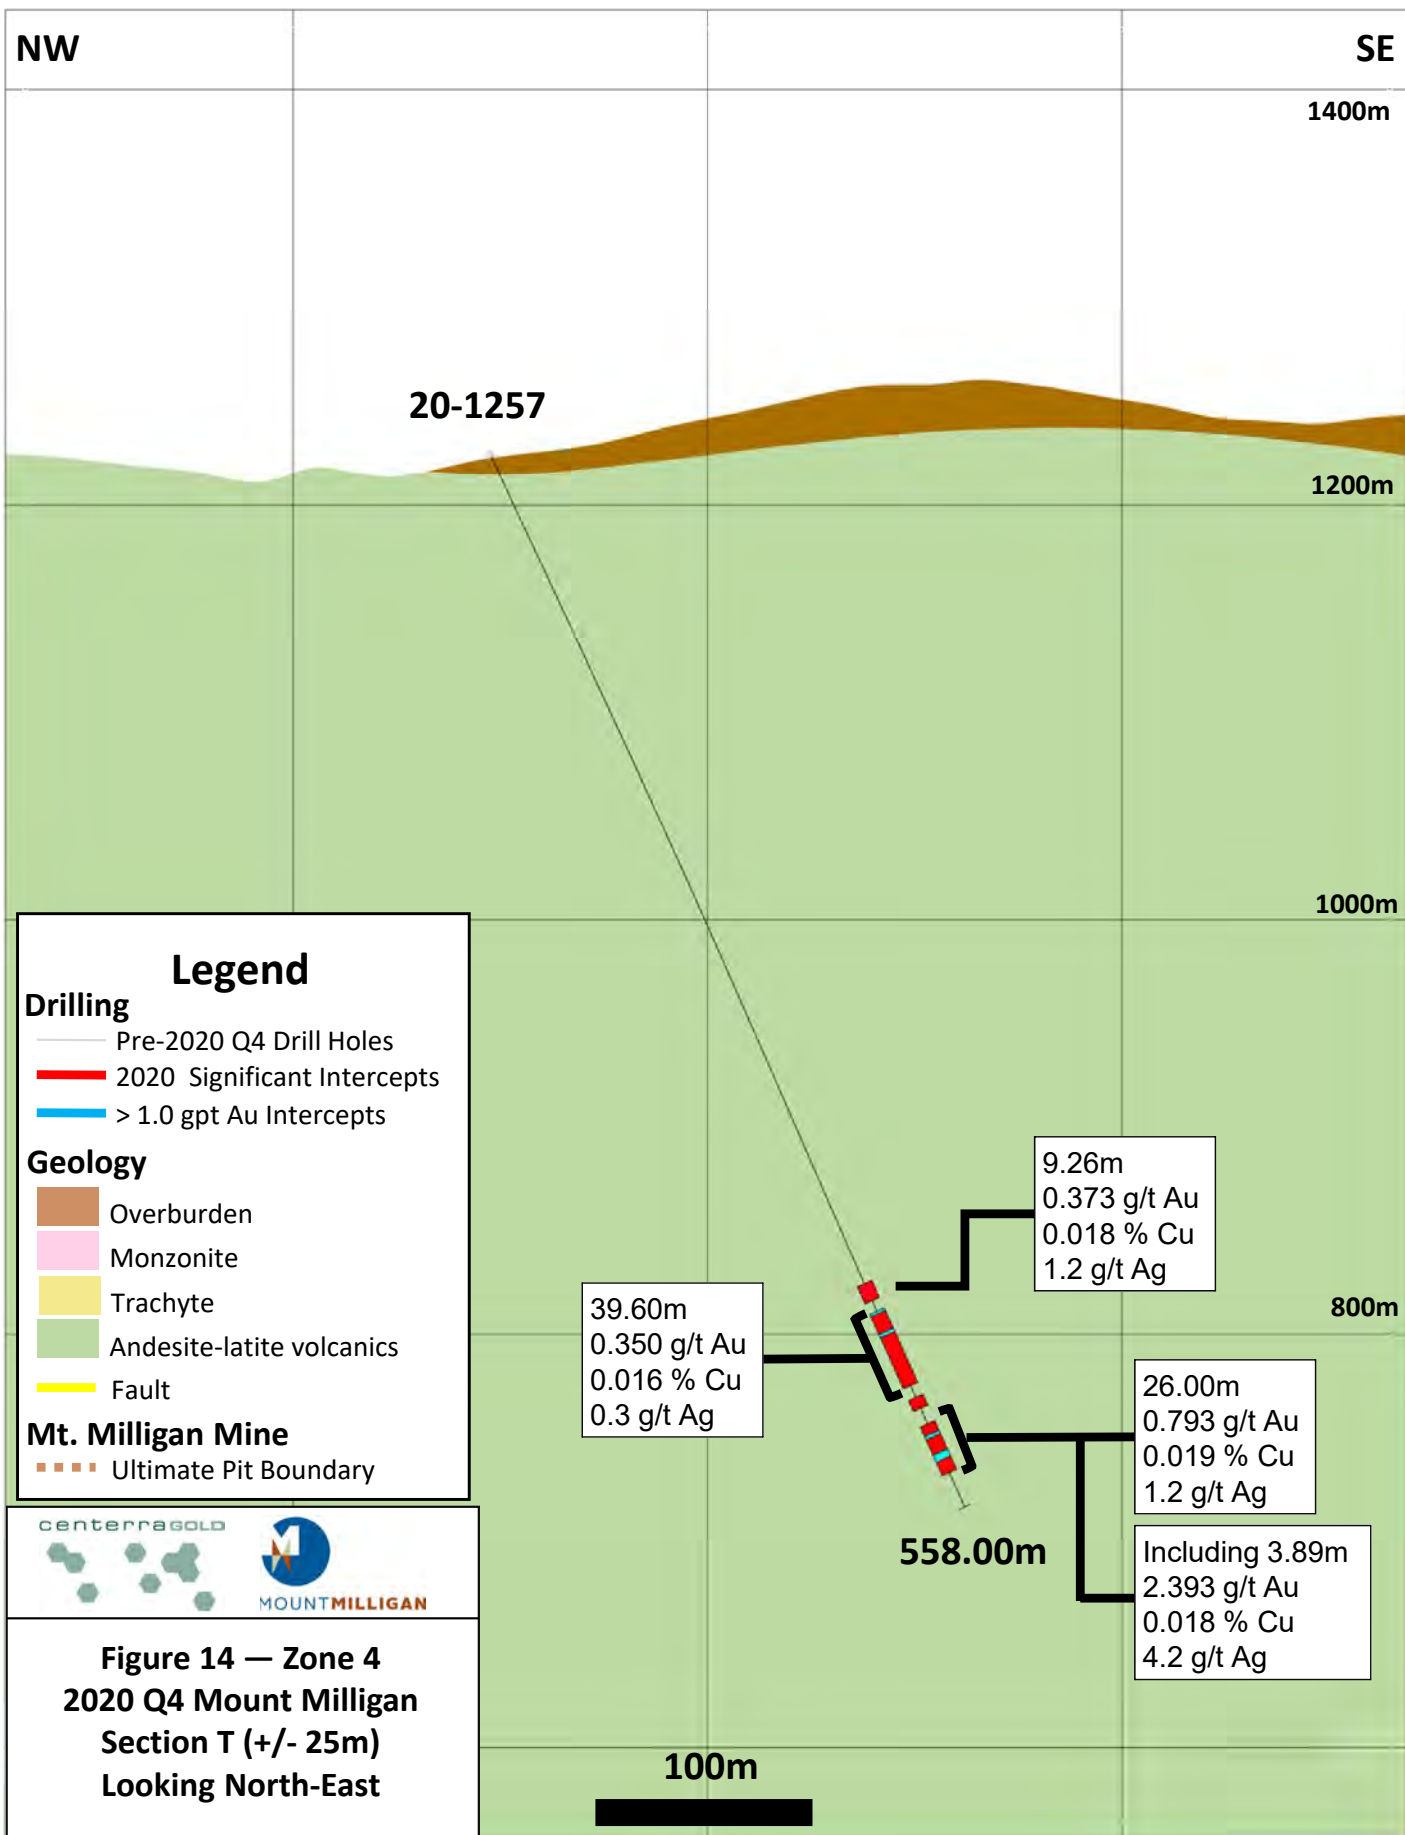 NW
SE
1400m
20-1257
1200m
1000m
Legend
Drilling
Pre-2020 Q4 Drill Holes
2020  Significant Intercepts
> 1.0 gpt Au Intercepts
Geology
Overburden
Monzonite
Trachyte
Andesite-latite volcanics
Fault
Mt. Milligan Mine
Ultimate Pit Boundary
9.26m
0.373 g/t Au
0.018 % Cu
1.2 g/t Ag
800m
39.60m
0.350 g/t Au
0.016 % Cu
0.3 g/t Ag
26.00m
0.793 g/t Au
0.019 % Cu
1.2 g/t Ag
558.00m
Including 3.89m
2.393 g/t Au
0.018 % Cu
4.2 g/t Ag
centerraGOLD
MOUNTMILLIGAN
Figure 14 — Zone 4
2020 Q4 Mount Milligan
Section T (+/- 25m)
Looking North-East
100m